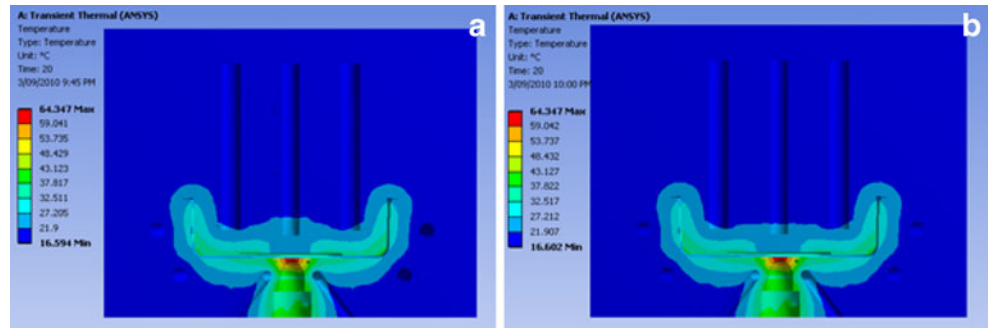 A: Transient Thermal (ANSYS)
Temperature
Type: Temperature
Unit: °C
Time: 20
3/09/2010 9:45 PM
64.347 Max
59.041
53.735
48.429
43.123
37.817
32.511
27.205
21.9
16.594 Min
a
A: Transient Thermal (ANSYS)
Temperature
Type: Temperature
Unit: °C
Time: 20
3/09/2010 10:00 PM
64.347 Max
59.042
53.737
48.432
43.127
37.822
32.517
27.212
21.907
16.602 Min
b